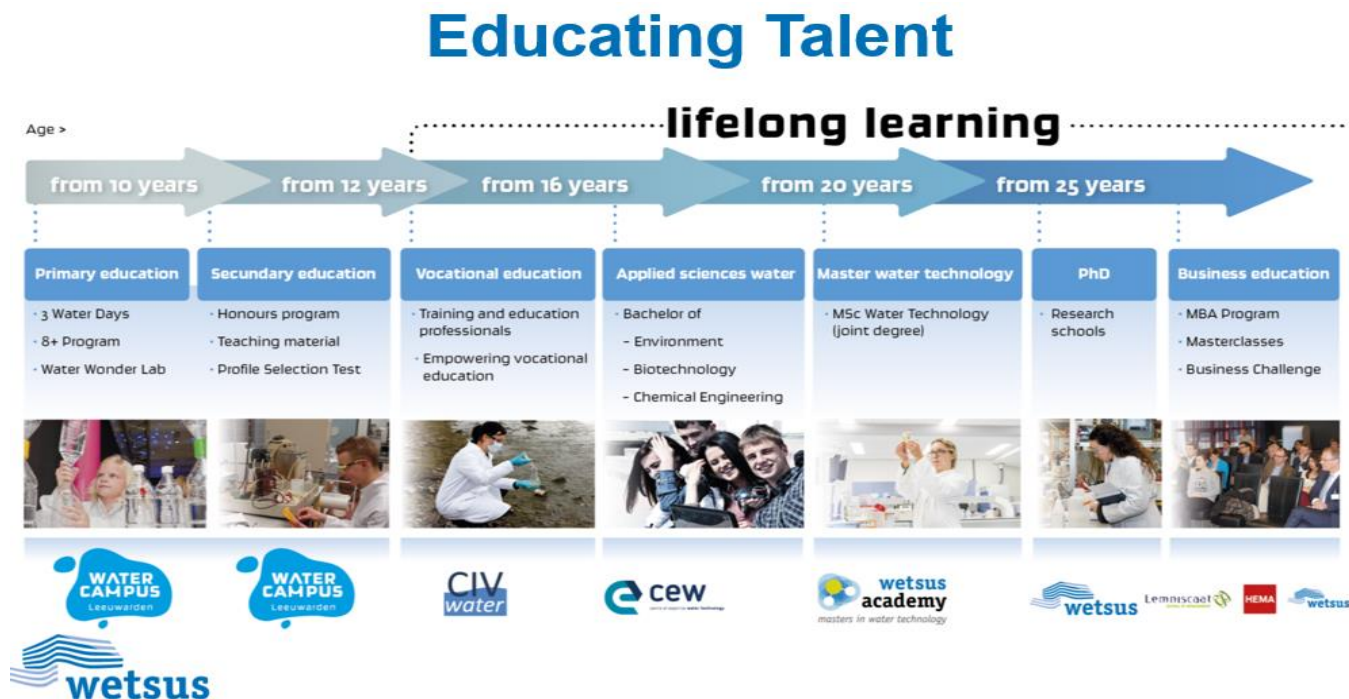 Educating Talent
Age >
lifelong learning
from 10 years
from 12 years
from 16 years
from 20 years
from 25 years
Primary education
· 3 Water Days
· 8+ Program
· Water Wonder Lab
Secundary education
· Honours program
· Teaching material
· Profile Selection Test
Vocational education
· Training and education
professionals
· Empowering vocational
education
Applied sciences water
· Bachelor of
- Environment
- Biotechnology
- Chemical Engineering
Master water technology
· MSc Water Technology
(joint degree)
PhD
· Research
schools
Business education
· MBA Program
· Masterclasses
· Business Challenge
WATER
CAMPUS
Leeuwarden
WATER
CAMPUS
Leeuwarden
CIV
water
cew
wetsus
academy
masters in water technology
wetsus
Lemniscaat
HEMA
wetsus
wetsus